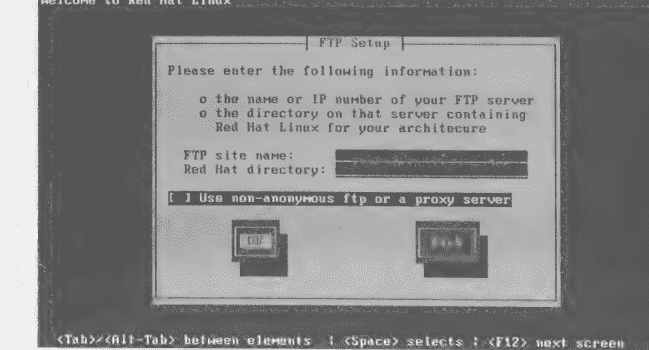 Welcome to Red Hat Linux
FTP Setup
Please enter the following information:
o the name or IP number of your FTP server
o the directory on that server containing
Red Hat Linux for your architecure
FTP site name:
Red Hat directory:
[ ] Use non-anonymous ftp or a proxy server
OK
<Tab>/<Alt-Tab> between elements | <Space> selects | <F12> next screen